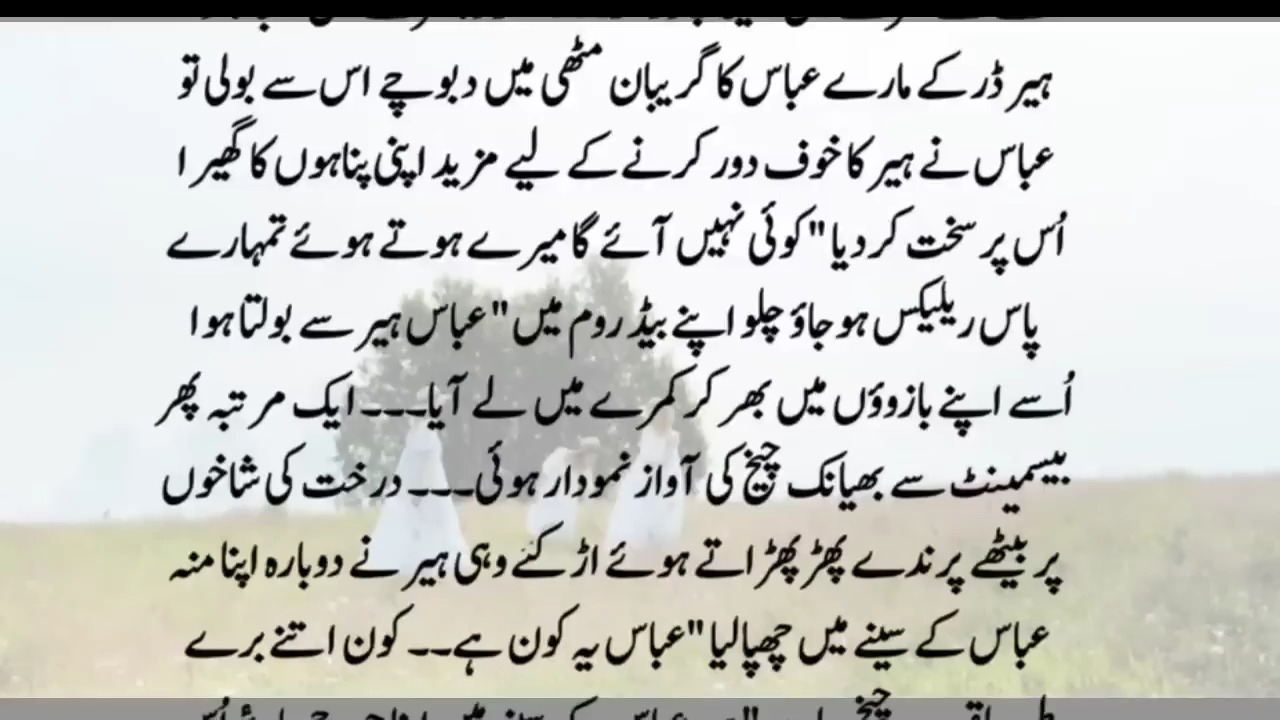 ہیر ڈر کے مارے عباس کا گریبان مٹھی میں دبوچے اس سے بولی تو
عباس نے ہیر کا خوف دور کرنے کے لیے مزید اپنی پناہوں کا گھیرا
اُس پر سخت کر دیا "کوئی نہیں آئے گا میرے ہوتے ہوئے تمہارے
پاس ریلیکس ہو جاؤ چلو اپنے بیڈ روم میں" عباس ہیر سے بولتا ہوا
اُسے اپنے بازوؤں میں بھر کر کمرے میں لے آیا۔۔۔ ایک مرتبہ پھر
بیسمینٹ سے بھیانک چیخ کی آواز نمودار ہوئی۔۔۔ درخت کی شاخوں
پر بیٹھے پرندے پھڑپھڑاتے ہوئے اڑ گئے وہی ہیر نے دوبارہ اپنا منہ
عباس کے سینے میں چھپا لیا "عباس یہ کون ہے۔۔ کون اتنے برے